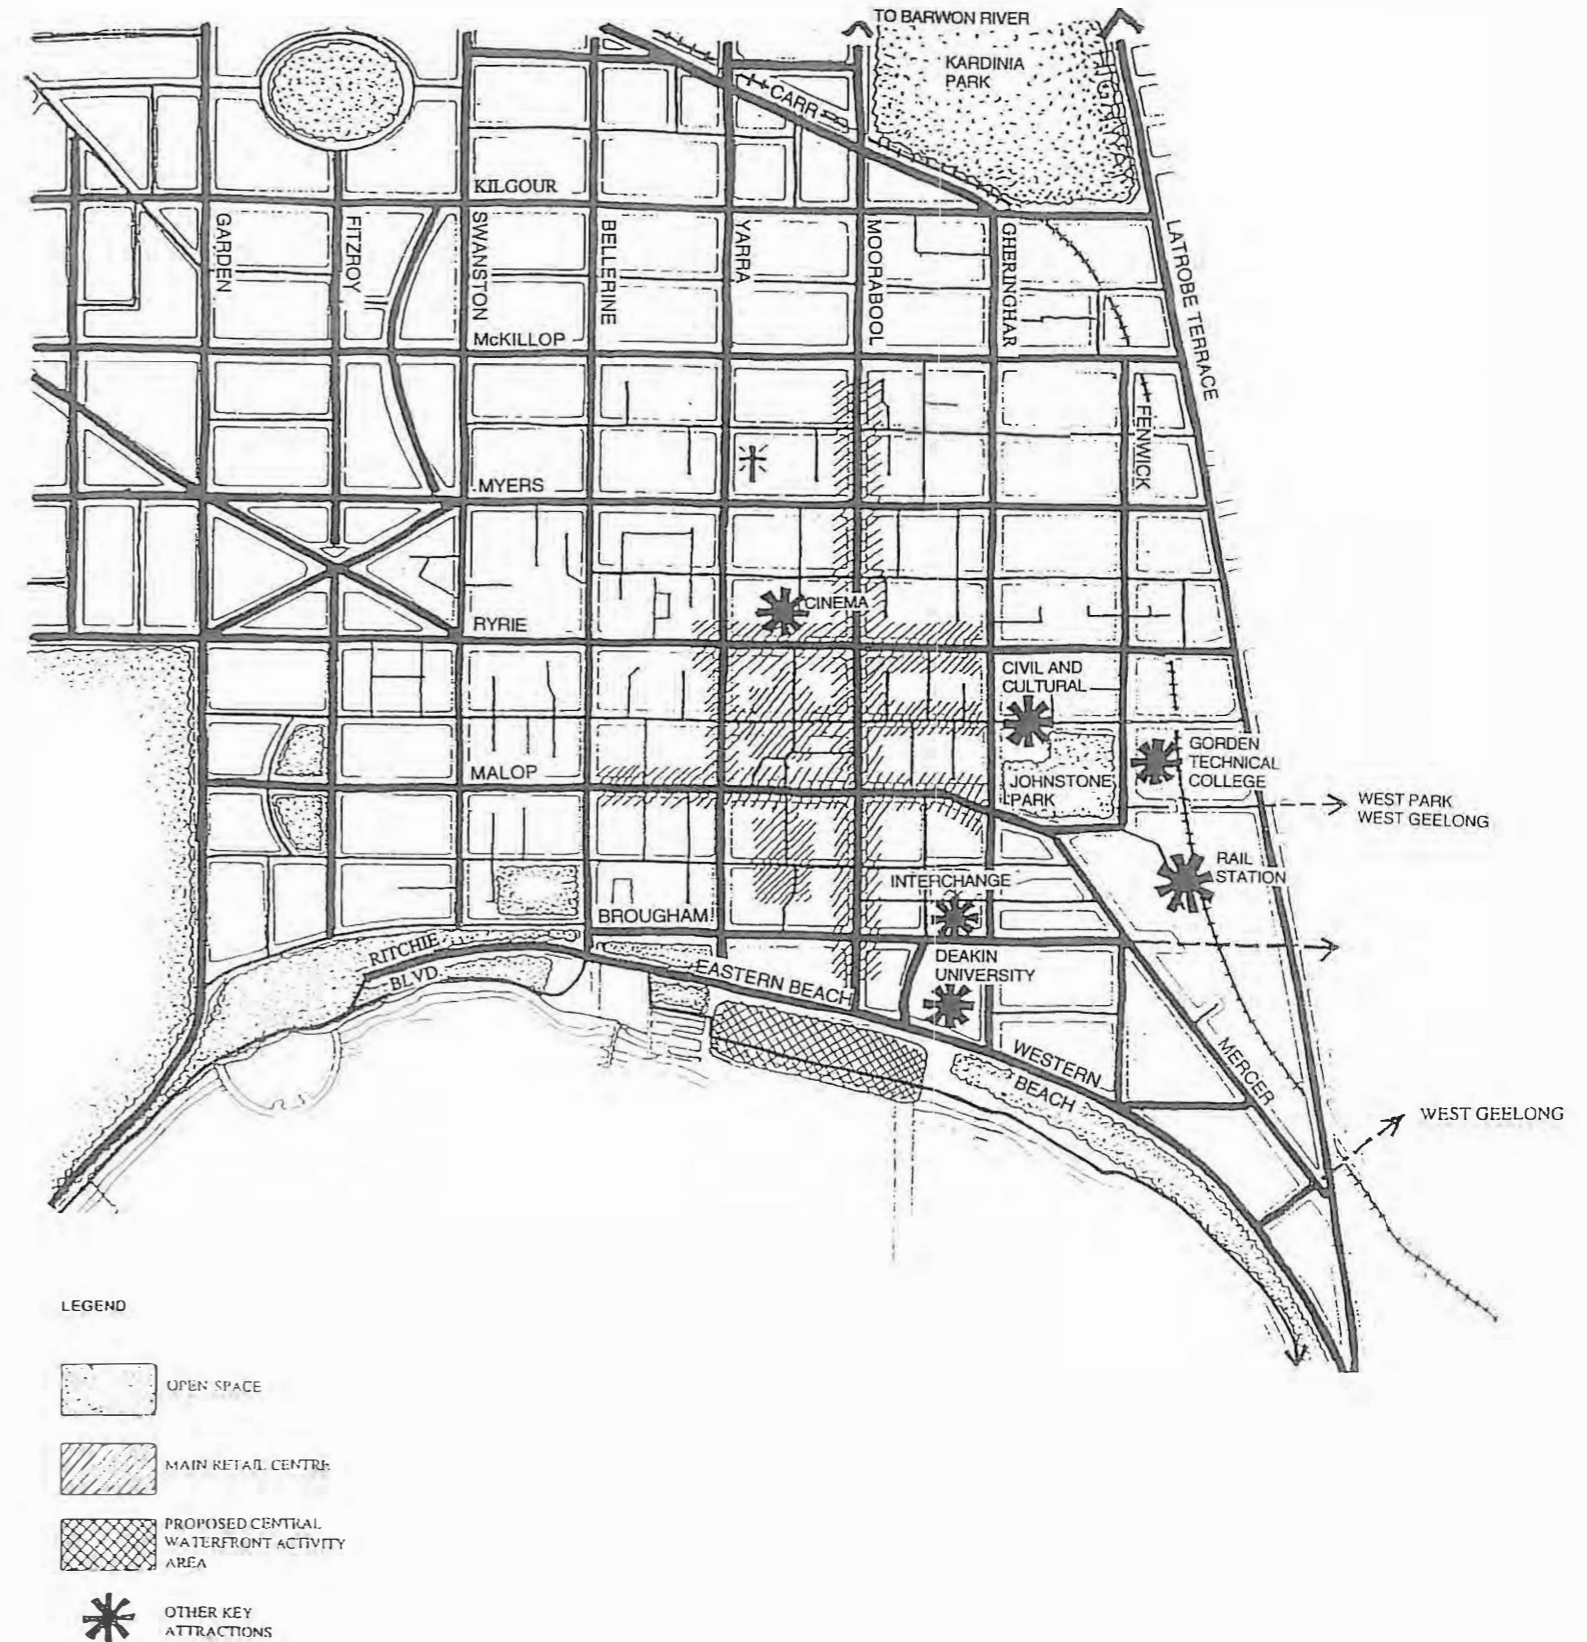 TO BARWON RIVER
KARDINIA
PARK
CARR
KILGOUR
GARDEN
FITZROY
SWANSTON
BELLERINE
YARRA
MOORABOOL
GHERINGHAR
LATROBE TERRACE
McKILLOP
FENWICK
MYERS
CINEMA
RYRIE
CIVIL AND
CULTURAL
GORDEN
TECHNICAL
COLLEGE
MALOP
JOHNSTONE
PARK
WEST PARK
WEST GEELONG
RAIL
STATION
INTERCHANGE
BROUGHAM
RITCHIE
BLVD.
EASTERN BEACH
DEAKIN
UNIVERSITY
WESTERN
BEACH
MERCER
WEST GEELONG
LEGEND
OPEN SPACE
MAIN RETAIL CENTRE
PROPOSED CENTRAL
WATERFRONT ACTIVITY
AREA
OTHER KEY
ATTRACTIONS